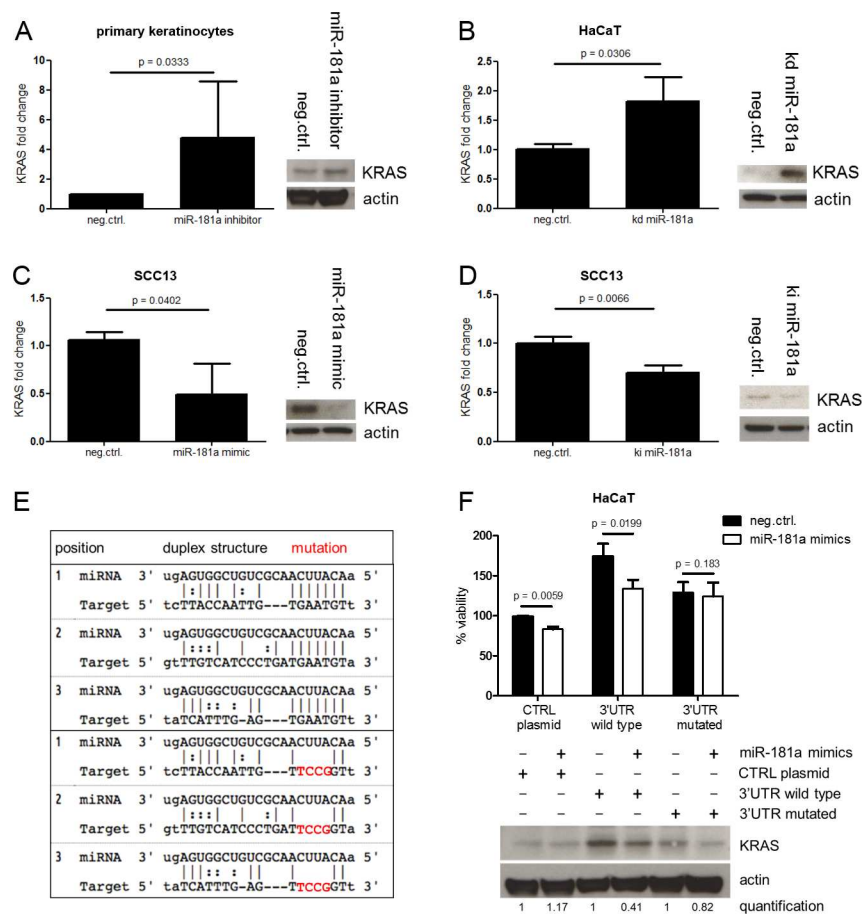 A
primary keratinocytes
p = 0.0333
KRAS fold change
10
8
6
4
2
0
neg.ctrl.
miR-181a inhibitor
neg.ctrl.
miR-181a inhibitor
KRAS
actin
B
HaCaT
p = 0.0306
KRAS fold change
2.5
2.0
1.5
1.0
0.5
0.0
neg.ctrl.
kd miR-181a
neg.ctrl.
kd miR-181a
KRAS
actin
C
SCC13
p = 0.0402
KRAS fold change
1.5
1.0
0.5
0.0
neg.ctrl.
miR-181a mimic
neg.ctrl.
miR-181a mimic
KRAS
actin
D
SCC13
p = 0.0066
KRAS fold change
1.5
1.0
0.5
0.0
neg.ctrl.
ki miR-181a
neg.ctrl.
ki miR-181a
KRAS
actin
E
position duplex structure mutation
1 miRNA 3' ugAGUGGCUGUCGCAACUUACAa 5'
Target 5' tcTTACCAATTG---TGAATGTt 3'
2 miRNA 3' ugAGUGGCUGUCGCAACUUACAa 5'
Target 5' gtTTGTCATCCCTGATGAATGTa 3'
3 miRNA 3' ugAGUGGCUGUCGCAACUUACAa 5'
Target 5' taTCATTTG-AG---TGAATGTt 3'
1 miRNA 3' ugAGUGGCUGUCGCAACUUACAa 5'
Target 5' tcTTACCAATTG---TTCCGGTt 3'
2 miRNA 3' ugAGUGGCUGUCGCAACUUACAa 5'
Target 5' gtTTGTCATCCCTGATTCCGGTt 3'
3 miRNA 3' ugAGUGGCUGUCGCAACUUACAa 5'
Target 5' taTCATTTG-AG---TTCCGGTt 3'
F
HaCaT
neg.ctrl.
miR-181a mimics
p = 0.0199
p = 0.183
p = 0.0059
% viability
200
150
100
50
0
CTRL plasmid
3'UTR wild type
3'UTR mutated
− + − + − + miR-181a mimics
+ + CTRL plasmid
+ + 3'UTR wild type
+ + 3'UTR mutated
KRAS
actin
1 1.17 1 0.41 1 0.82 quantification